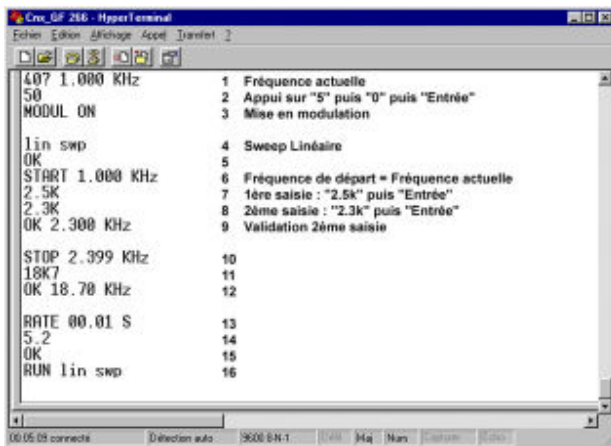 Cnx_GF 266 - HyperTerminal
Fichier Edition Affichage Appel Transfert ?
407 1.000 KHz 1 Fréquence actuelle
50 2 Appui sur "5" puis "0" puis "Entrée"
MODUL ON 3 Mise en modulation
lin swp 4 Sweep Linéaire
OK 5
START 1.000 KHz 6 Fréquence de départ = Fréquence actuelle
2.5K 7 1ère saisie : "2.5k" puis "Entrée"
2.3K 8 2ème saisie : "2.3k" puis "Entrée"
OK 2.300 KHz 9 Validation 2ème saisie
STOP 2.399 KHz 10
18K7 11
OK 18.70 KHz 12
RATE 00.01 S 13
5.2 14
OK 15
RUN lin swp 16
00:05:09 connecté Détection auto 9600 8-N-1 Défil Maj Num Capturer Echo